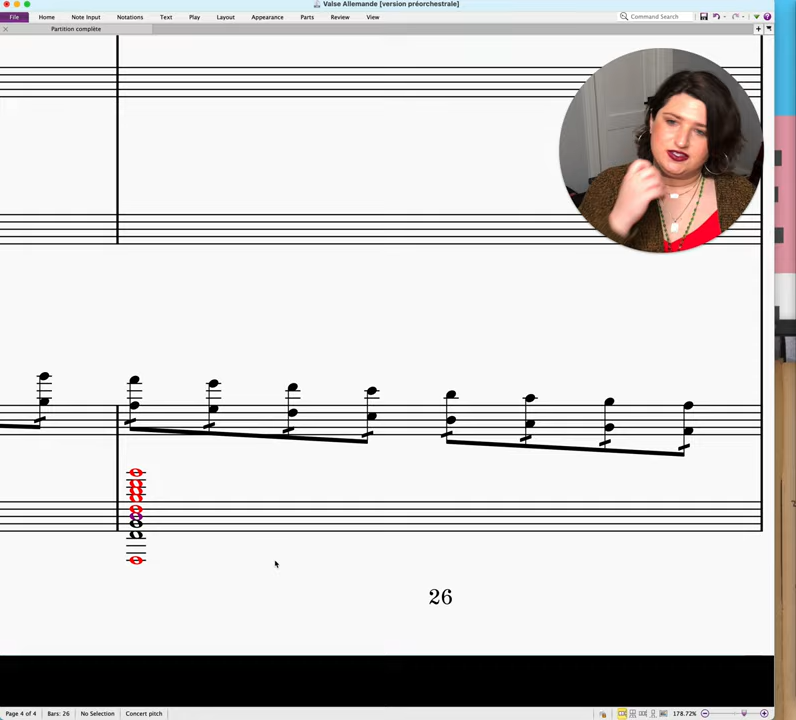 Valse Allemande [version préorchestrale]
File Home Note Input Notations Text Play Layout Appearance Parts Review View Command Search
Partition complète
26
Page 4 of 4 Bars: 26 No Selection Concert pitch 178.72%